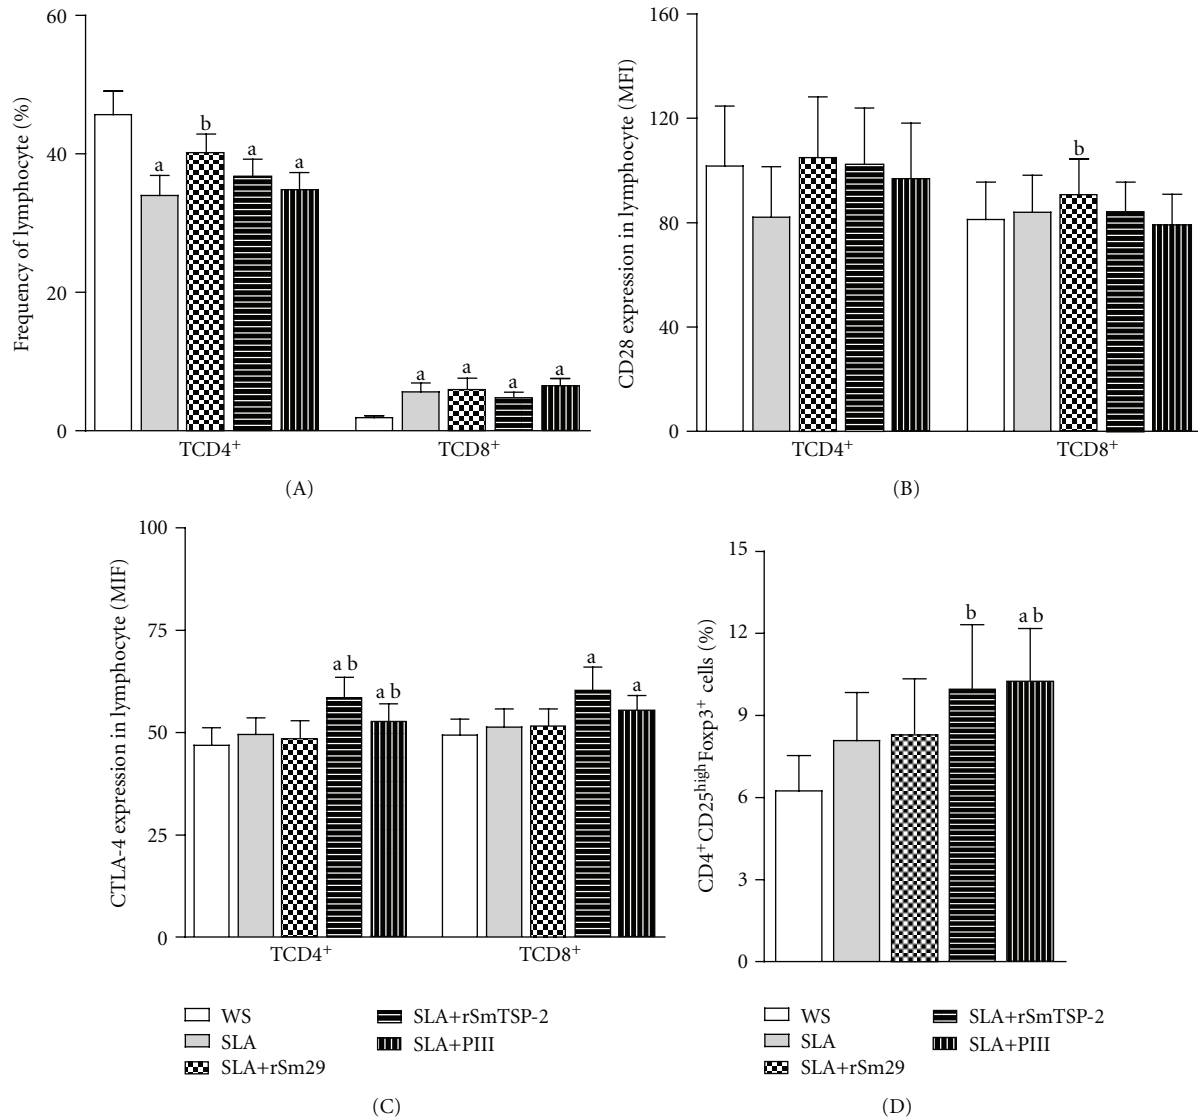 Frequency of lymphocyte (%)
60
40
20
0
a
b
a
a
a
a
a
a
TCD4⁺
TCD8⁺
(A)
CD28 expression in lymphocyte (MFI)
160
120
80
40
0
b
TCD4⁺
TCD8⁺
(B)
CTLA-4 expression in lymphocyte (MIF)
100
75
50
25
0
a b
a b
a
a
TCD4⁺
TCD8⁺
WS
SLA
SLA+rSm29
SLA+rSmTSP-2
SLA+PIII
(C)
CD4⁺CD25ʰⁱᵍʰFoxp3⁺ cells (%)
15
12
9
6
3
0
b
a b
WS
SLA
SLA+rSm29
SLA+rSmTSP-2
SLA+PIII
(D)